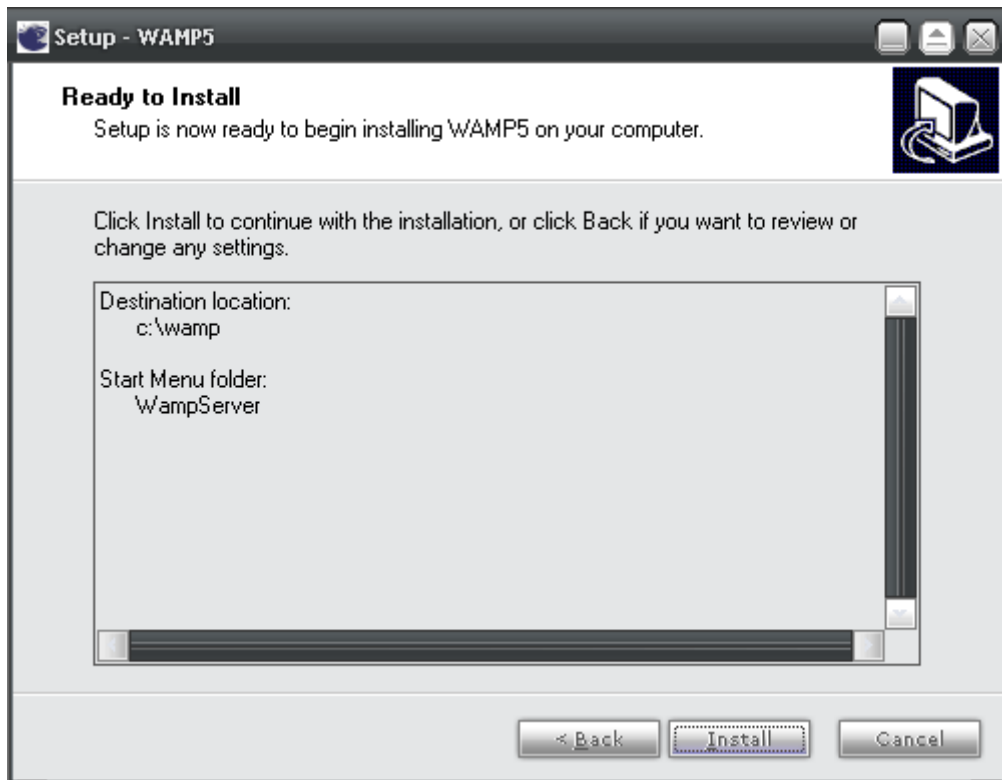 Setup - WAMP5
Ready to Install
Setup is now ready to begin installing WAMP5 on your computer.
Click Install to continue with the installation, or click Back if you want to review or
change any settings.
Destination location:
c:\wamp
Start Menu folder:
WampServer
< Back
Install
Cancel